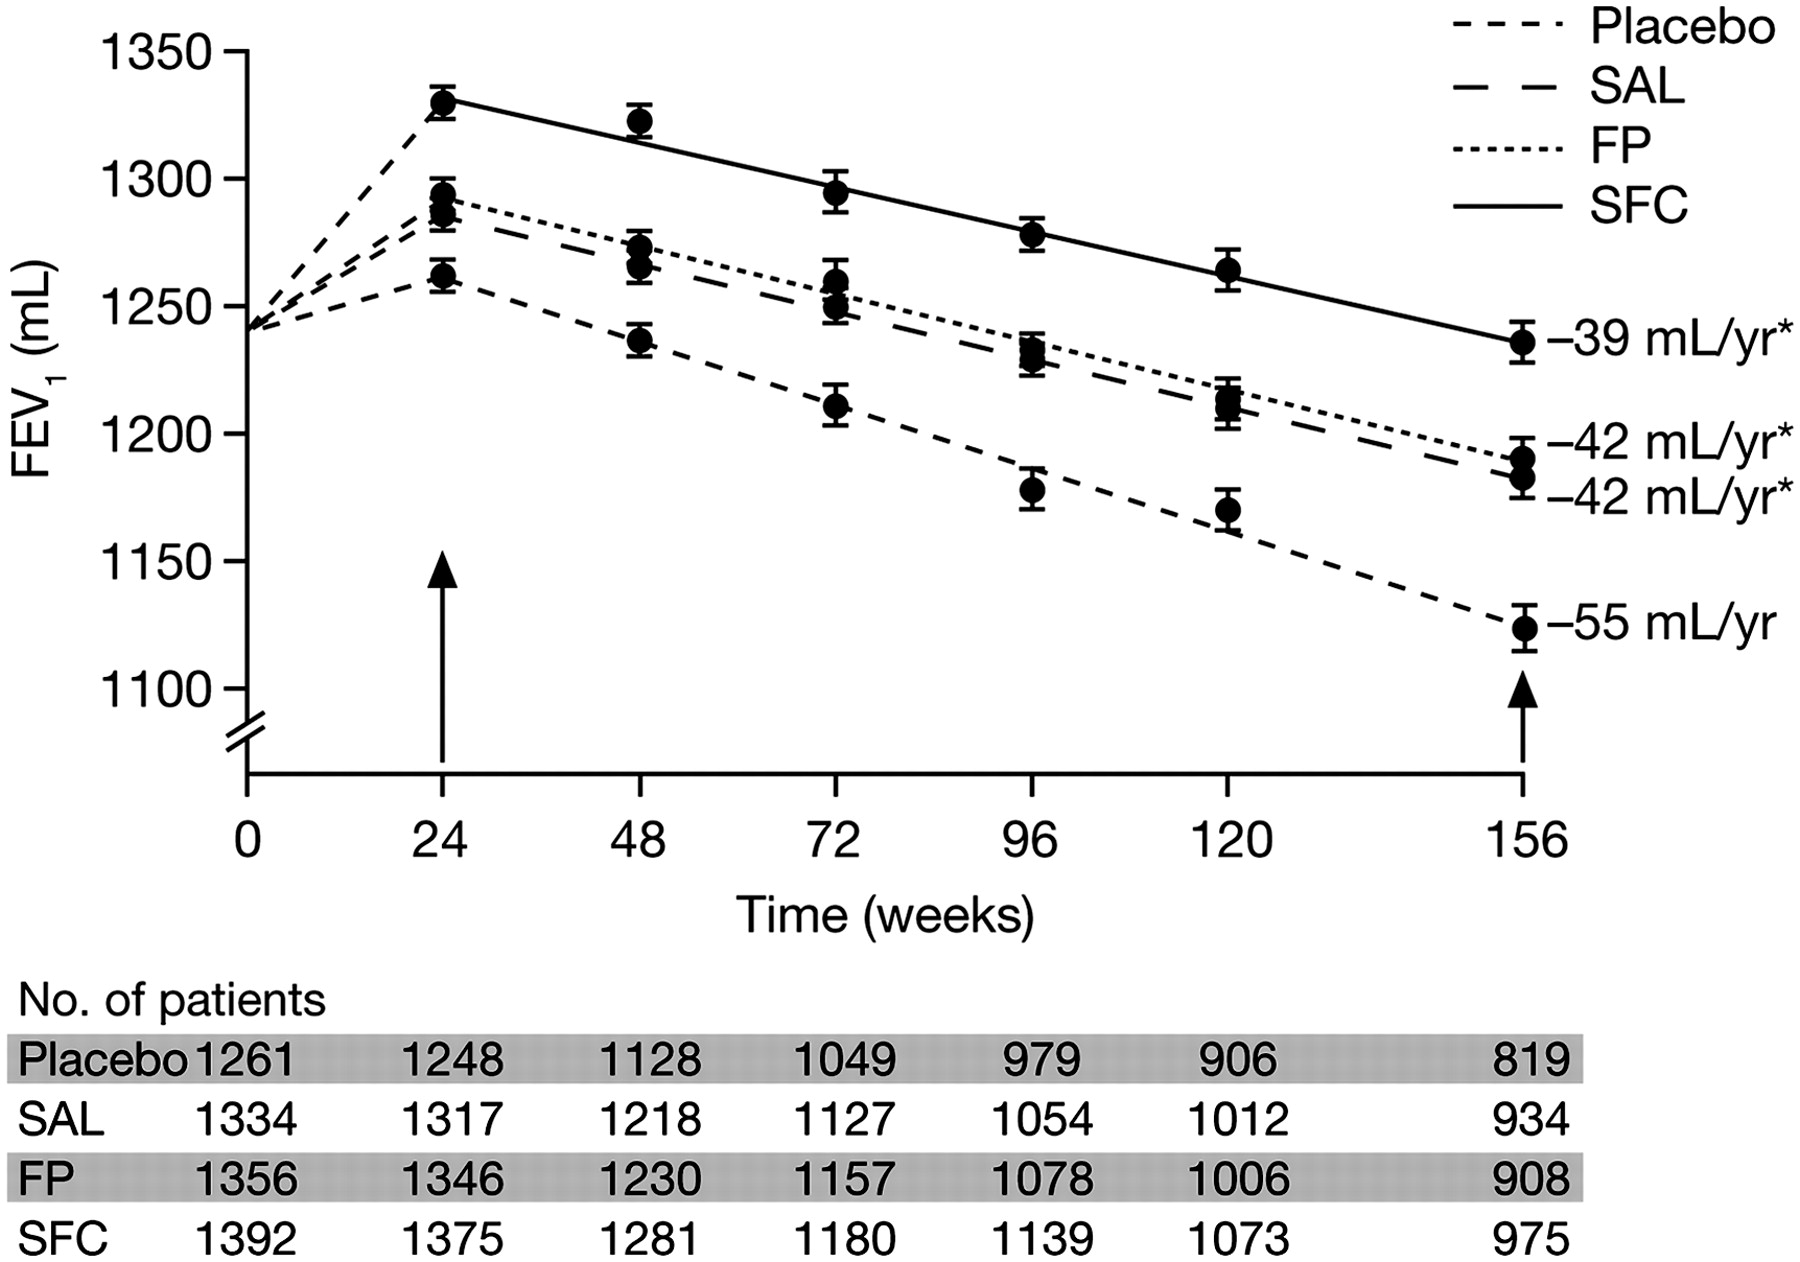 Placebo
SAL
FP
SFC
1350
1300
1250
1200
1150
1100
FEV1 (mL)
–39 mL/yr*
–42 mL/yr*
–42 mL/yr*
–55 mL/yr
0 24 48 72 96 120 156
Time (weeks)
No. of patients
Placebo 1261 1248 1128 1049 979 906 819
SAL 1334 1317 1218 1127 1054 1012 934
FP 1356 1346 1230 1157 1078 1006 908
SFC 1392 1375 1281 1180 1139 1073 975